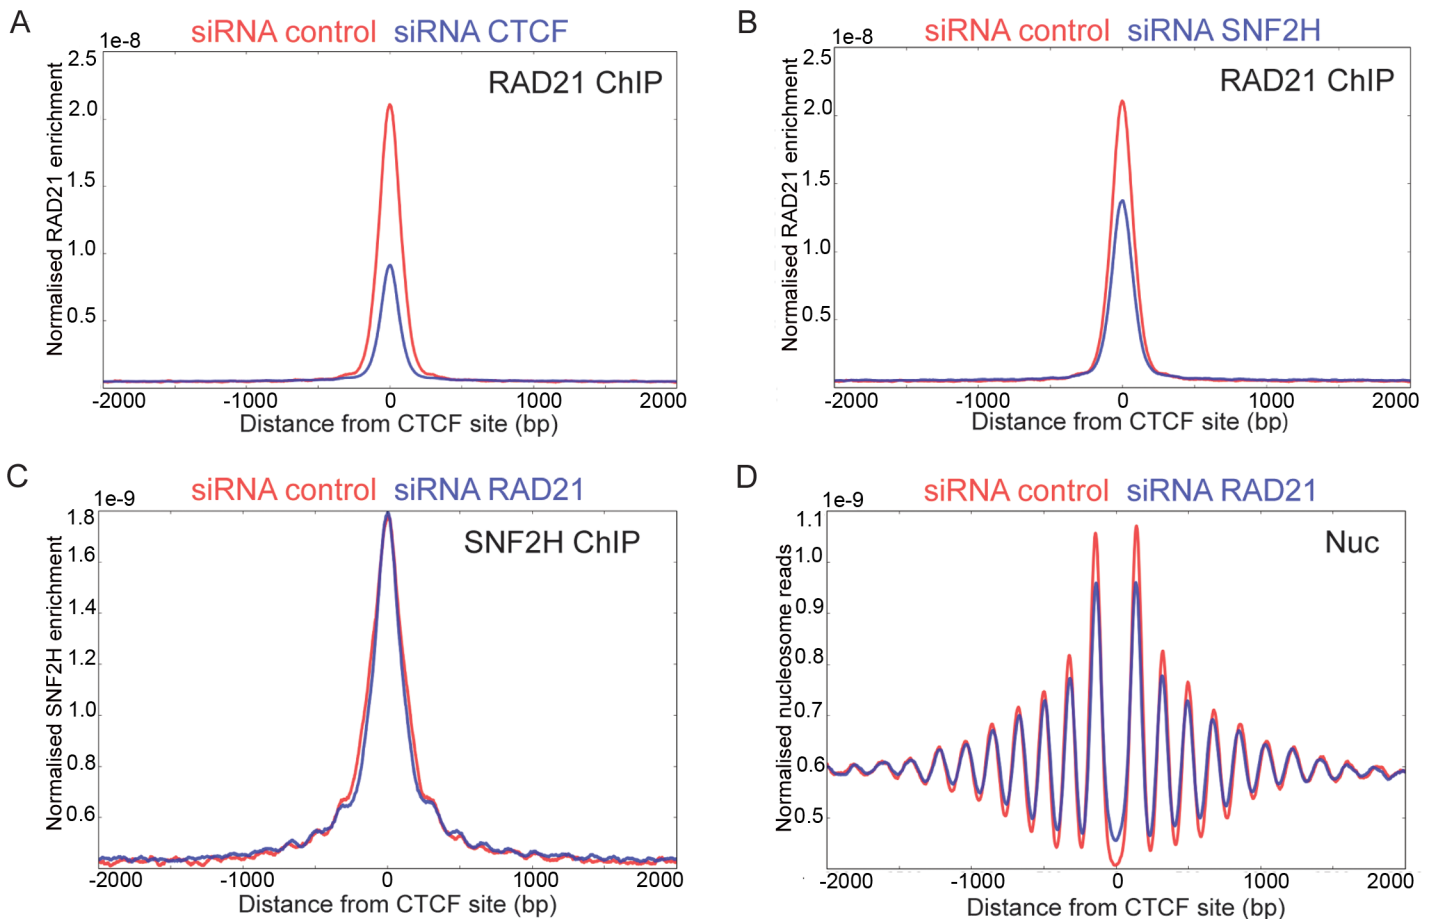 A
siRNA control siRNA CTCF
1e-8
RAD21 ChIP
Normalised RAD21 enrichment
2.5
2.0
1.5
1.0
0.5
-2000 -1000 0 1000 2000
Distance from CTCF site (bp)
B
siRNA control siRNA SNF2H
1e-8
RAD21 ChIP
Normalised RAD21 enrichment
2.5
2.0
1.5
1.0
0.5
-2000 -1000 0 1000 2000
Distance from CTCF site (bp)
C
siRNA control siRNA RAD21
1e-9
SNF2H ChIP
Normalised SNF2H enrichment
1.8
1.6
1.4
1.2
1.0
0.8
0.6
-2000 -1000 0 1000 2000
Distance from CTCF site (bp)
D
siRNA control siRNA RAD21
1e-9
Nuc
Normalised nucleosome reads
1.1
1.0
0.9
0.8
0.7
0.6
0.5
-2000 -1000 0 1000 2000
Distance from CTCF site (bp)